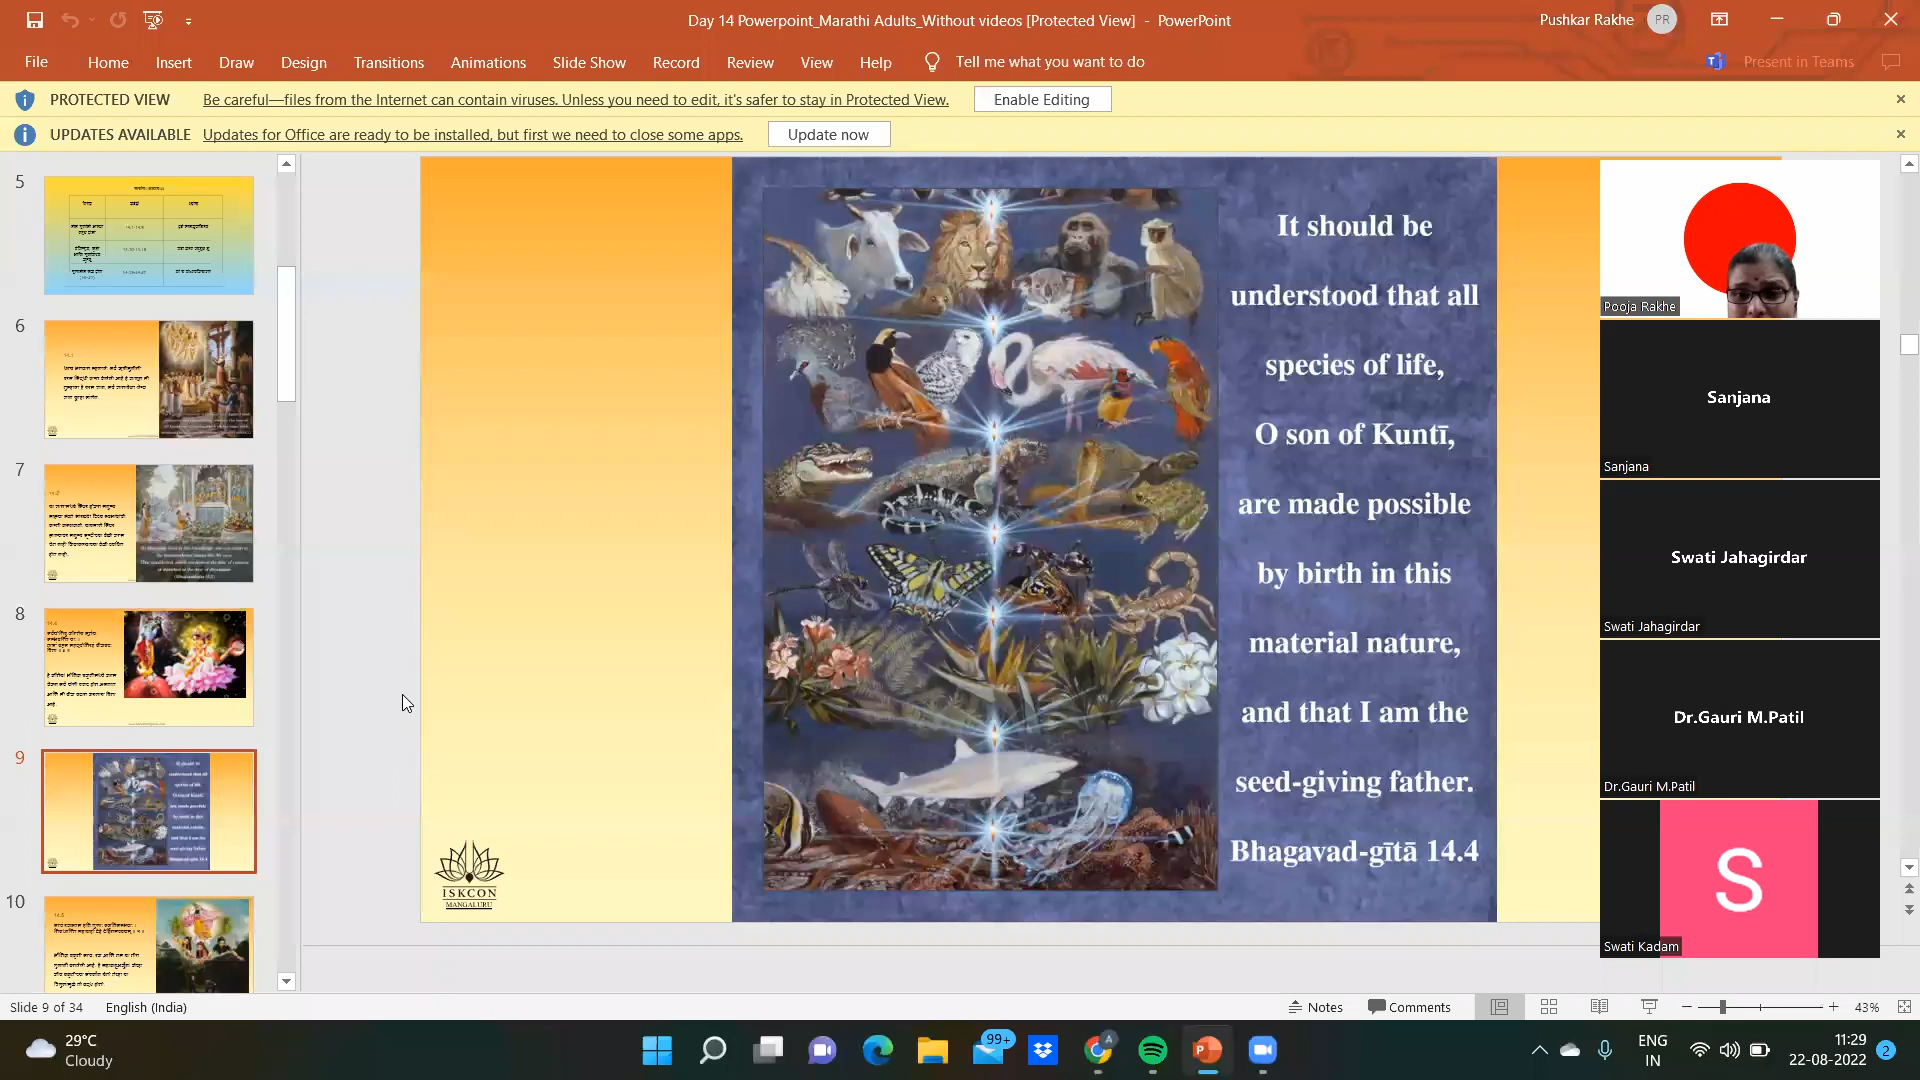 Day 14 Powerpoint_Marathi Adults_Without videos [Protected View] - PowerPoint
Pushkar Rakhe
PR
File
Home
Insert
Draw
Design
Transitions
Animations
Slide Show
Record
Review
View
Help
Tell me what you want to do
Present in Teams
PROTECTED VIEW
Be careful—files from the Internet can contain viruses. Unless you need to edit, it's safer to stay in Protected View.
Enable Editing
UPDATES AVAILABLE
Updates for Office are ready to be installed, but first we need to close some apps.
Update now
5
6
7
8
9
10
It should be
understood that all
species of life,
O son of Kuntī,
are made possible
by birth in this
material nature,
and that I am the
seed-giving father.
Bhagavad-gītā 14.4
ISKCON
MANGALURU
Pooja Rakhe
Sanjana
Sanjana
Swati Jahagirdar
Swati Jahagirdar
Dr.Gauri M.Patil
Dr.Gauri M.Patil
S
Swati Kadam
Slide 9 of 34
English (India)
Notes
Comments
43%
29°C
Cloudy
99+
A
ENG
IN
11:29
22-08-2022
2